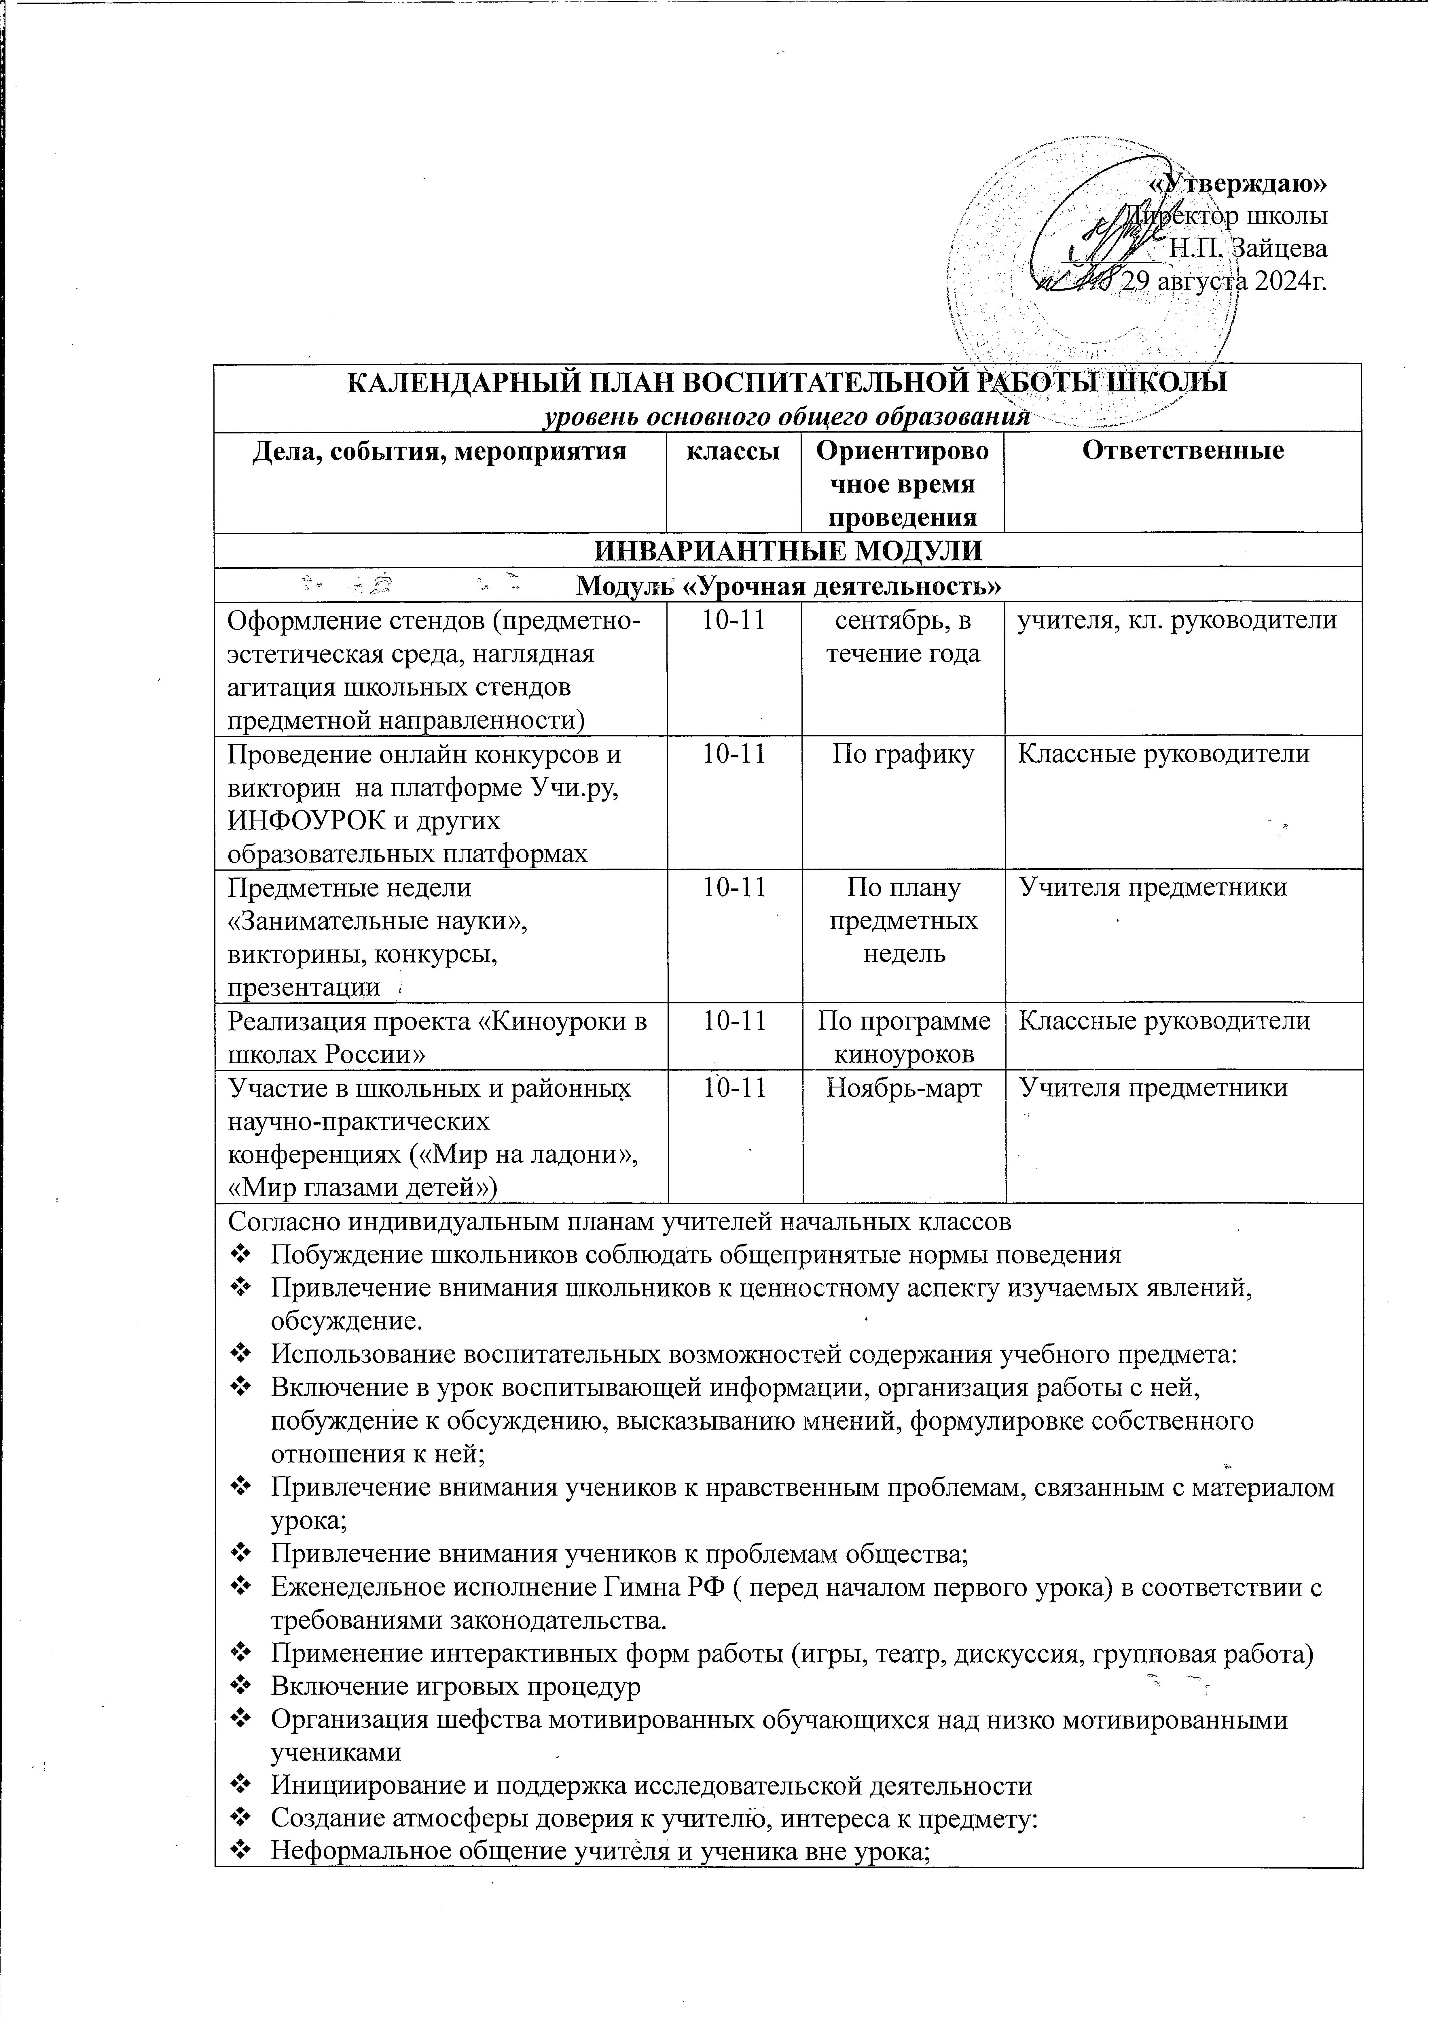 «Утверждаю»
Директор школы
Н.П. Зайцева
29 августа 2024г.
КАЛЕНДАРНЫЙ ПЛАН ВОСПИТАТЕЛЬНОЙ РАБОТЫ ШКОЛЫ
уровень основного общего образования
Дела, события, мероприятия классы Ориентирово Ответственные
чное время
проведения
ИНВАРИАНТНЫЕ МОДУЛИ
Модуль «Урочная деятельность»
Оформление стендов (предметно- 10-11 сентябрь, в учителя, кл. руководители
эстетическая среда, наглядная течение года
агитация школьных стендов
предметной направленности)
Проведение онлайн конкурсов и 10-11 По графику Классные руководители
викторин на платформе Учи.ру,
ИНФОУРОК и других
образовательных платформах
Предметные недели 10-11 По плану Учителя предметники
«Занимательные науки», предметных
викторины, конкурсы, недель
презентации
Реализация проекта «Киноуроки в 10-11 По программе Классные руководители
школах России» киноуроков
Участие в школьных и районных 10-11 Ноябрь-март Учителя предметники
научно-практических
конференциях («Мир на ладони»,
«Мир глазами детей»)
Согласно индивидуальным планам учителей начальных классов
❖ Побуждение школьников соблюдать общепринятые нормы поведения
❖ Привлечение внимания школьников к ценностному аспекту изучаемых явлений,
обсуждение.
❖ Использование воспитательных возможностей содержания учебного предмета:
❖ Включение в урок воспитывающей информации, организация работы с ней,
побуждение к обсуждению, высказыванию мнений, формулировке собственного
отношения к ней;
❖ Привлечение внимания учеников к нравственным проблемам, связанным с материалом
урока;
❖ Привлечение внимания учеников к проблемам общества;
❖ Еженедельное исполнение Гимна РФ ( перед началом первого урока) в соответствии с
требованиями законодательства.
❖ Применение интерактивных форм работы (игры, театр, дискуссия, групповая работа)
❖ Включение игровых процедур
❖ Организация шефства мотивированных обучающихся над низко мотивированными
учениками
❖ Инициирование и поддержка исследовательской деятельности
❖ Создание атмосферы доверия к учителю, интереса к предмету:
❖ Неформальное общение учителя и ученика вне урока;